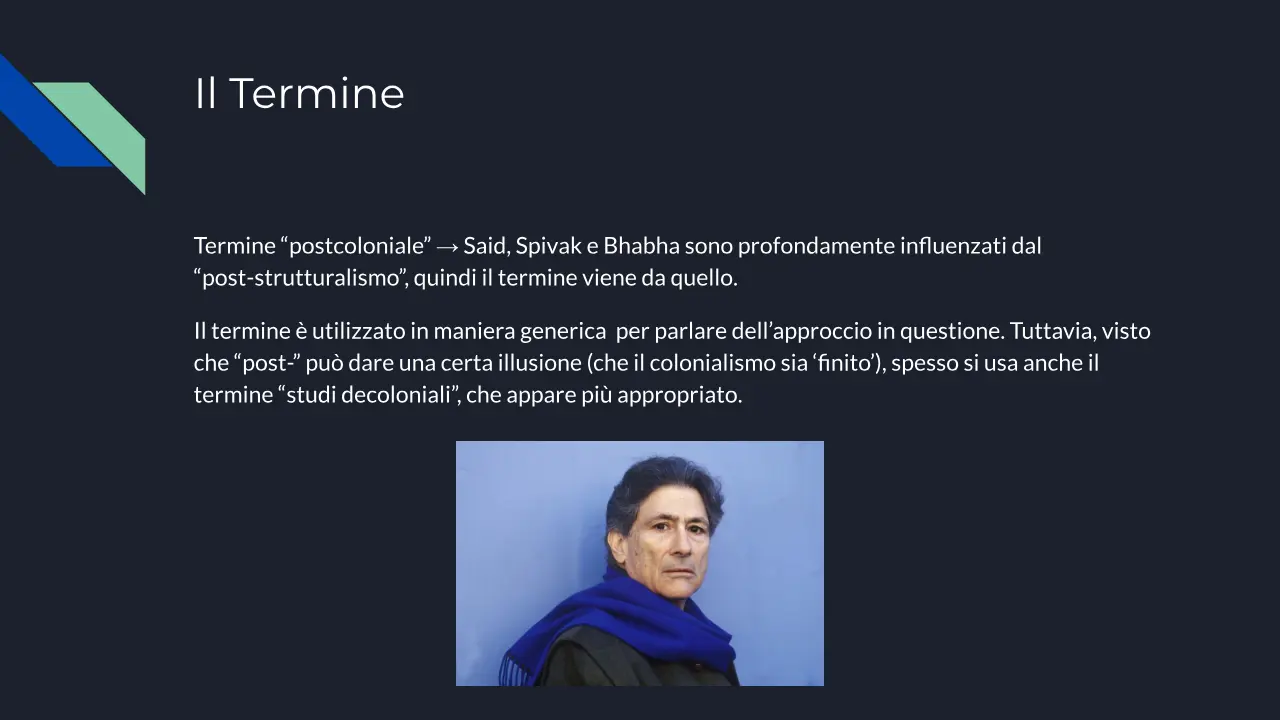 Il Termine
Termine “postcoloniale” → Said, Spivak e Bhabha sono profondamente influenzati dal
“post-strutturalismo”, quindi il termine viene da quello.
Il termine è utilizzato in maniera generica  per parlare dell’approccio in questione. Tuttavia, visto
che “post-” può dare una certa illusione (che il colonialismo sia ‘finito’), spesso si usa anche il
termine “studi decoloniali”, che appare più appropriato.